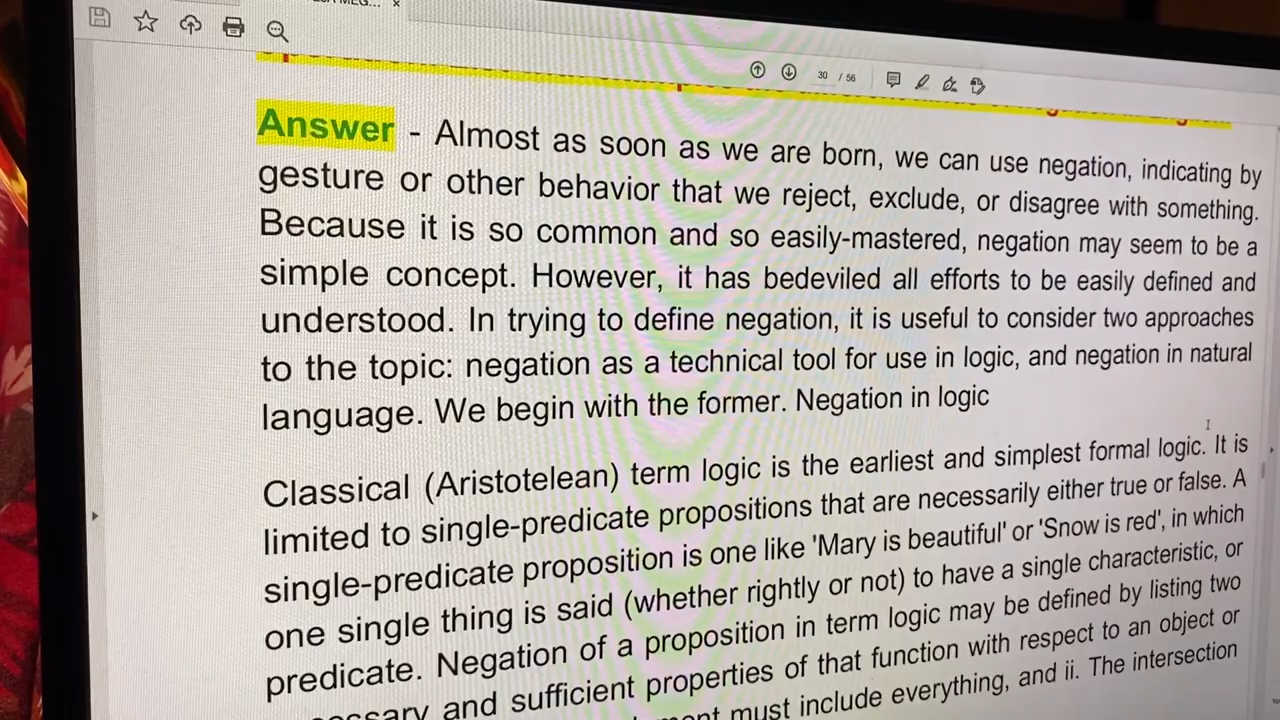 30 / 56
Answer - Almost as soon as we are born, we can use negation, indicating by
gesture or other behavior that we reject, exclude, or disagree with something.
Because it is so common and so easily-mastered, negation may seem to be a
simple concept. However, it has bedeviled all efforts to be easily defined and
understood. In trying to define negation, it is useful to consider two approaches
to the topic: negation as a technical tool for use in logic, and negation in natural
language. We begin with the former. Negation in logic
Classical (Aristotelean) term logic is the earliest and simplest formal logic. It is
limited to single-predicate propositions that are necessarily either true or false. A
single-predicate proposition is one like 'Mary is beautiful' or 'Snow is red', in which
one single thing is said (whether rightly or not) to have a single characteristic, or
predicate. Negation of a proposition in term logic may be defined by listing two
and sufficient properties of that function with respect to an object or
must include everything, and ii. The intersection